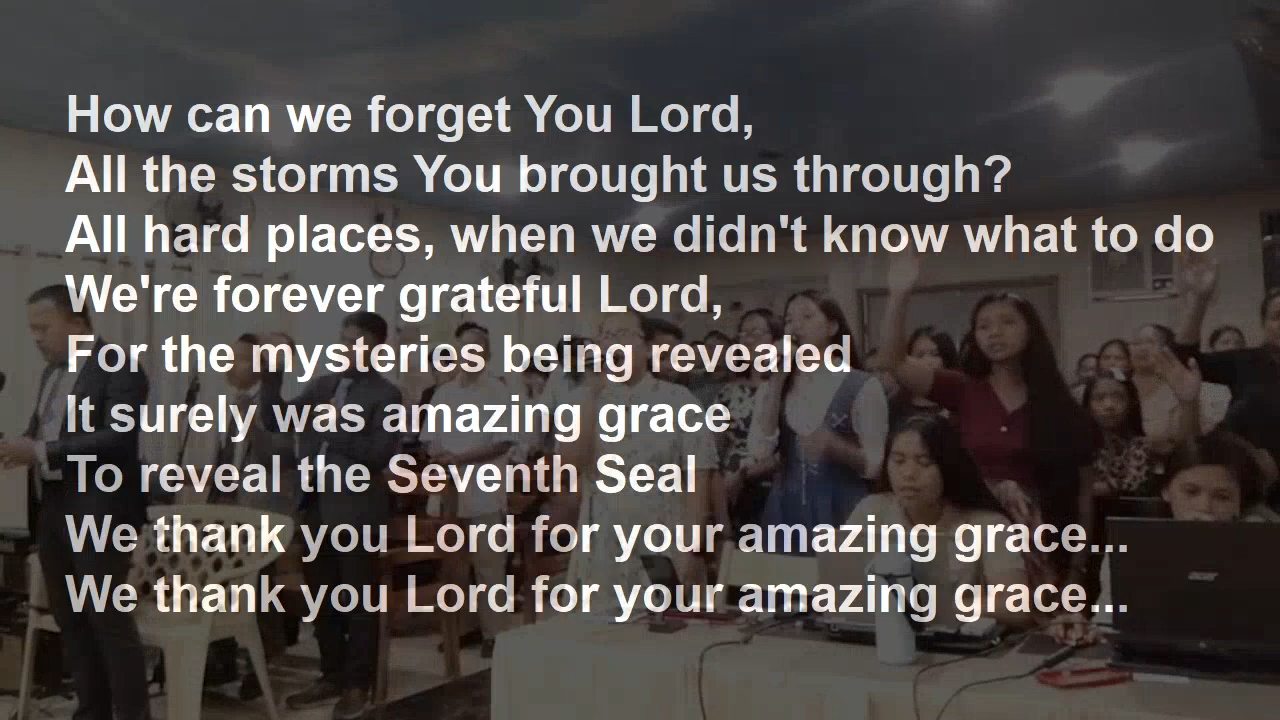 How can we forget You Lord,
All the storms You brought us through?
All hard places, when we didn't know what to do
We're forever grateful Lord,
For the mysteries being revealed
It surely was amazing grace
To reveal the Seventh Seal
We thank you Lord for your amazing grace...
We thank you Lord for your amazing grace...
acer